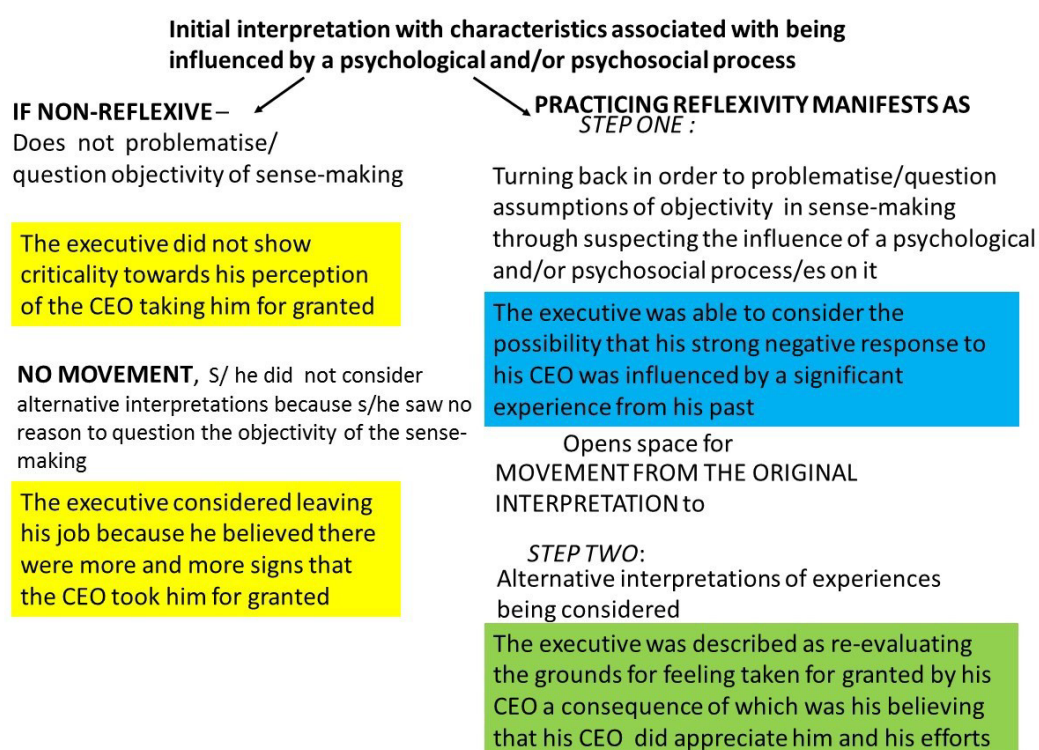 Initial interpretation with characteristics associated with being
influenced by a psychological and/or psychosocial process
IF NON-REFLEXIVE –
Does not problematise/
question objectivity of sense-making
The executive did not show
criticality towards his perception
of the CEO taking him for granted
NO MOVEMENT, S/ he did not consider
alternative interpretations because s/he saw no
reason to question the objectivity of the sense-
making
The executive considered leaving
his job because he believed there
were more and more signs that
the CEO took him for granted
PRACTICING REFLEXIVITY MANIFESTS AS
STEP ONE :
Turning back in order to problematise/question
assumptions of objectivity in sense-making
through suspecting the influence of a psychological
and/or psychosocial process/es on it
The executive was able to consider the
possibility that his strong negative response to
his CEO was influenced by a significant
experience from his past
Opens space for
MOVEMENT FROM THE ORIGINAL
INTERPRETATION to
STEP TWO:
Alternative interpretations of experiences
being considered
The executive was described as re-evaluating
the grounds for feeling taken for granted by his
CEO a consequence of which was his believing
that his CEO did appreciate him and his efforts